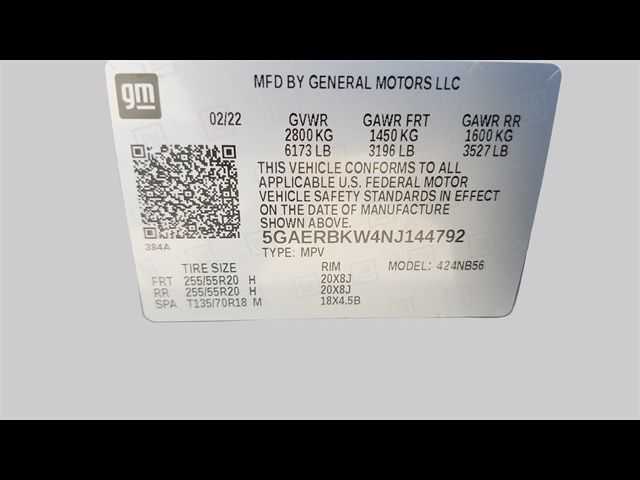 gm
MFD BY GENERAL MOTORS LLC
02/22 GVWR GAWR FRT GAWR RR
2800 KG 1450 KG 1600 KG
6173 LB 3196 LB 3527 LB
THIS VEHICLE CONFORMS TO ALL
APPLICABLE U.S. FEDERAL MOTOR
VEHICLE SAFETY STANDARDS IN EFFECT
ON THE DATE OF MANUFACTURE
SHOWN ABOVE.
384A
5GAERBKW4NJ144792
TYPE: MPV
TIRE SIZE RIM MODEL: 424NB56
FRT 255/55R20 H 20X8J
RR 255/55R20 H 20X8J
SPA T135/70R18 M 18X4.5B